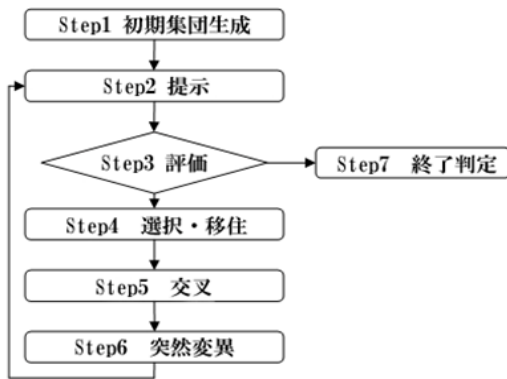 Step1 初期集団生成
Step2 提示
Step3 評価
Step7 終了判定
Step4 選択・移住
Step5 交叉
Step6 突然変異